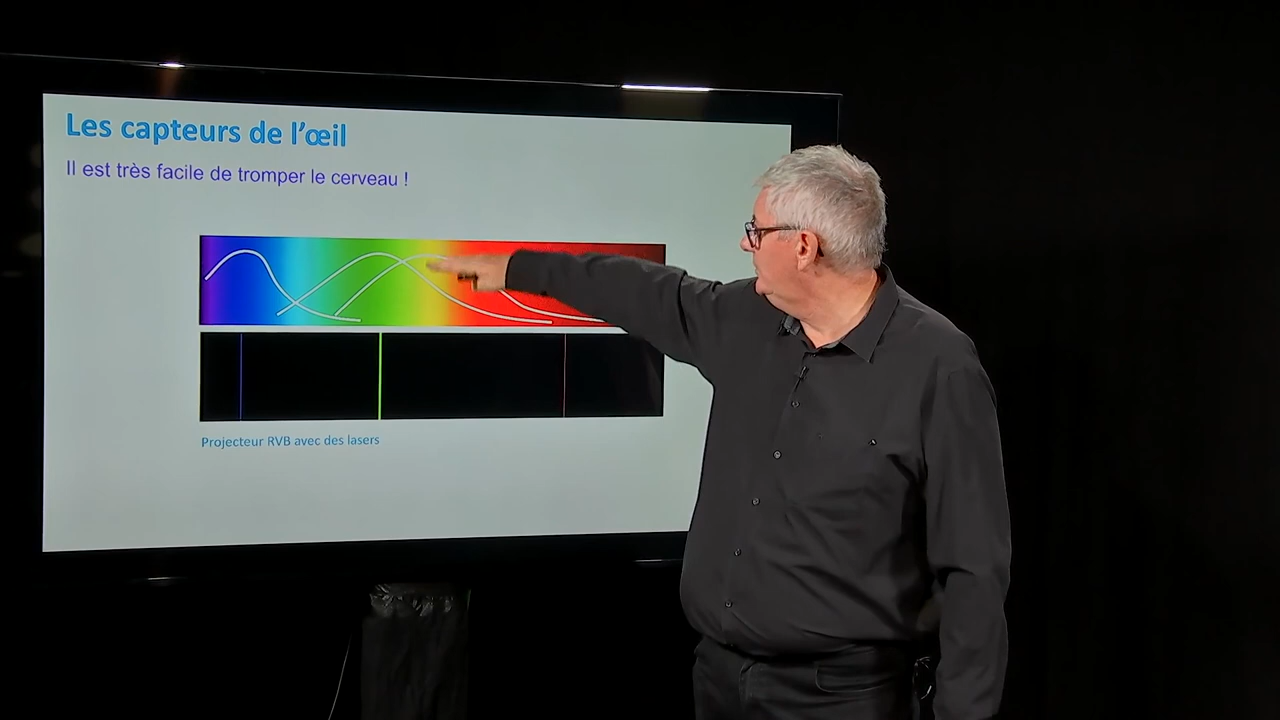 Les capteurs de l'œil
Il est très facile de tromper le cerveau !
Projecteur RVB avec des lasers